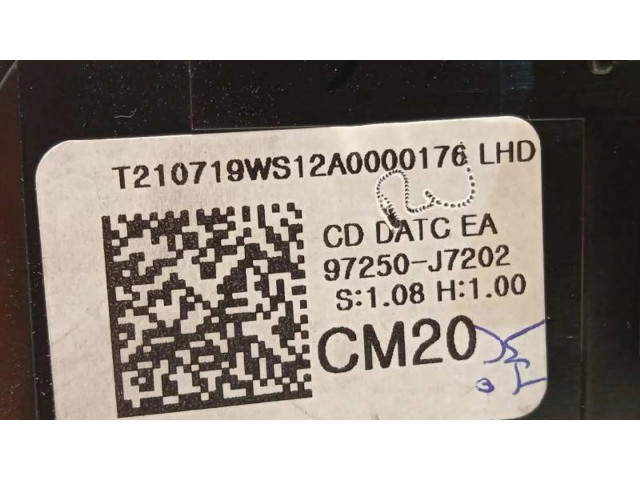 T210719WS12A0000176 LHD
CD DATC EA
97250-J7202
S:1.08 H:1.00
CM20